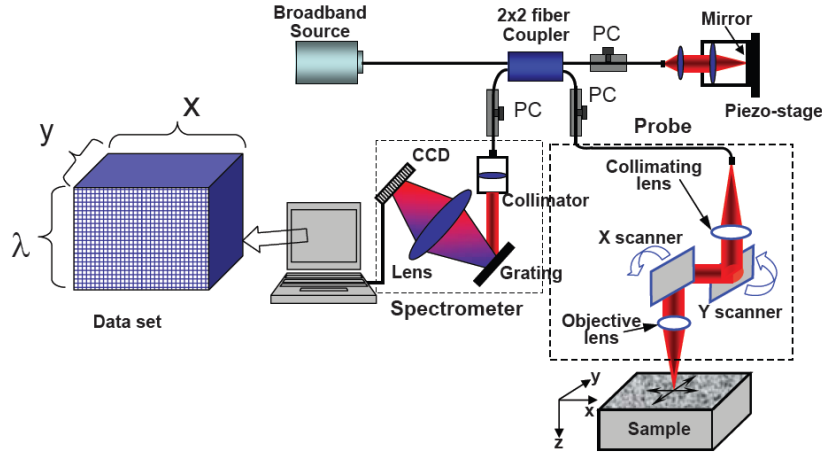 Broadband
Source
2x2 fiber
Coupler
PC
Mirror
Piezo-stage
PC
PC
Probe
x
y
λ
Data set
CCD
Collimator
Lens
Grating
Spectrometer
Collimating
lens
X scanner
Y scanner
Objective
lens
y
x
z
Sample